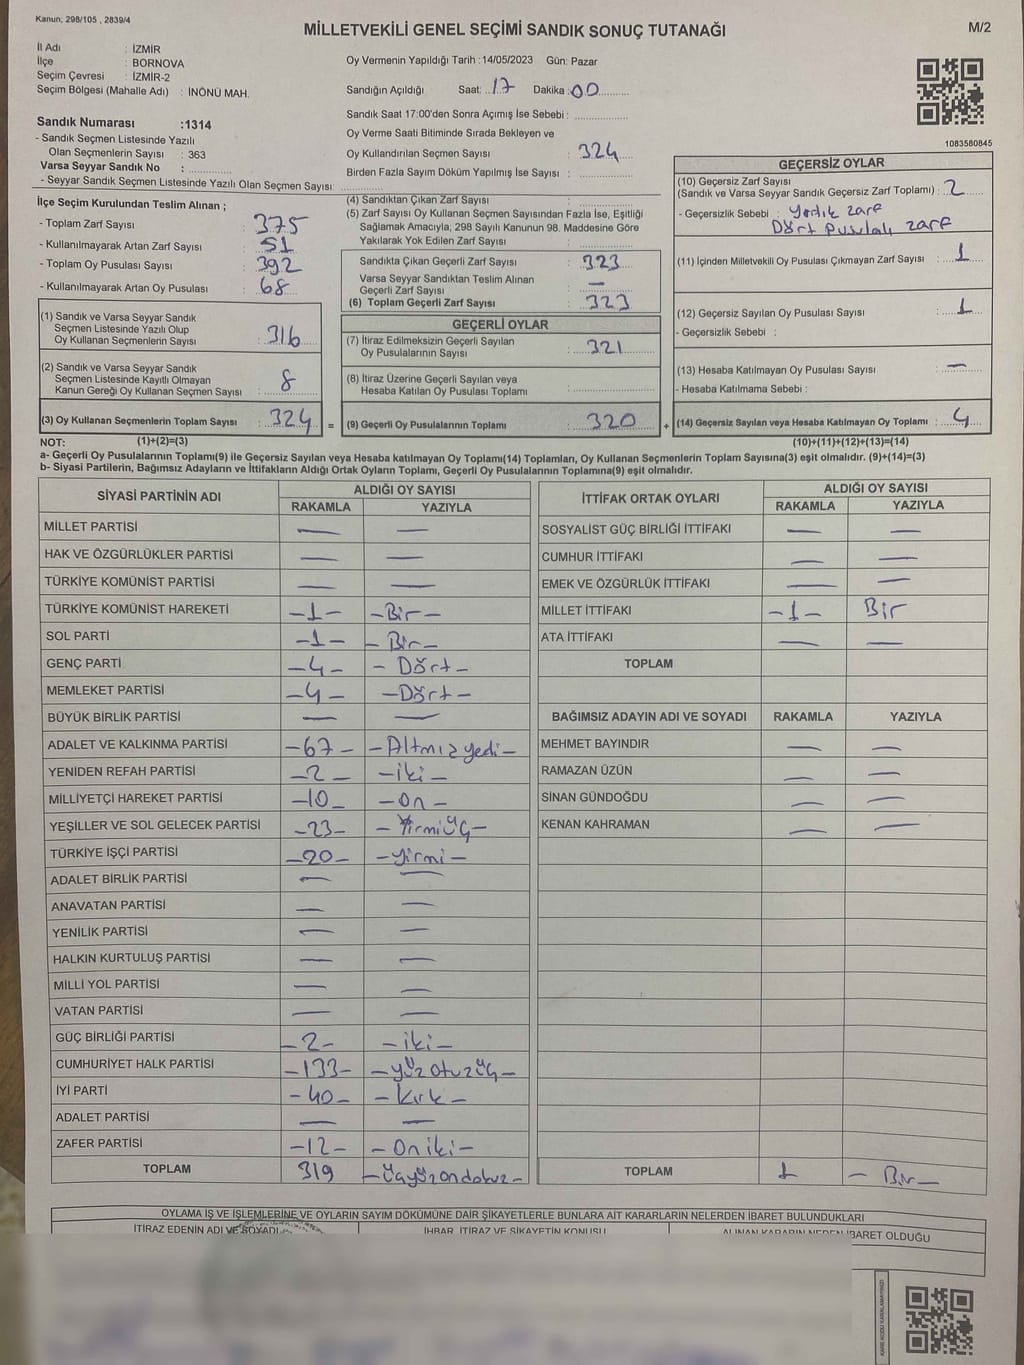 Kanun; 298/105 , 2839/4
MİLLETVEKİLİ GENEL SEÇİMİ SANDIK SONUÇ TUTANAĞI
M/2
İl Adı : İZMİR
İlçe : BORNOVA
Seçim Çevresi : İZMİR-2
Seçim Bölgesi (Mahalle Adı) : İNÖNÜ MAH.
Oy Vermenin Yapıldığı Tarih : 14/05/2023 Gün: Pazar
Sandığın Açıldığı Saat: 17 Dakika : 00
Sandık Saat 17:00'den Sonra Açımış İse Sebebi :
Oy Verme Saati Bitiminde Sırada Bekleyen ve
Oy Kullandırılan Seçmen Sayısı : 324
Birden Fazla Sayım Döküm Yapılmış İse Sayısı :
1083580845
Sandık Numarası :1314
- Sandık Seçmen Listesinde Yazılı
Olan Seçmenlerin Sayısı : 363
Varsa Seyyar Sandık No :
- Seyyar Sandık Seçmen Listesinde Yazılı Olan Seçmen Sayısı:
İlçe Seçim Kurulundan Teslim Alınan ;
- Toplam Zarf Sayısı : 375
- Kullanılmayarak Artan Zarf Sayısı : 51
- Toplam Oy Pusulası Sayısı : 392
- Kullanılmayarak Artan Oy Pusulası : 68
(1) Sandık ve Varsa Seyyar Sandık
Seçmen Listesinde Yazılı Olup
Oy Kullanan Seçmenlerin Sayısı : 316
(2) Sandık ve Varsa Seyyar Sandık
Seçmen Listesinde Kayıtlı Olmayan
Kanun Gereği Oy Kullanan Seçmen Sayısı : 8
(3) Oy Kullanan Seçmenlerin Toplam Sayısı : 324
=
(4) Sandıktan Çıkan Zarf Sayısı :
(5) Zarf Sayısı Oy Kullanan Seçmen Sayısından Fazla İse, Eşitliği
Sağlamak Amacıyla, 298 Sayılı Kanunun 98. Maddesine Göre
Yakılarak Yok Edilen Zarf Sayısı :
Sandıkta Çıkan Geçerli Zarf Sayısı : 323
Varsa Seyyar Sandıktan Teslim Alınan
Geçerli Zarf Sayısı : —
(6) Toplam Geçerli Zarf Sayısı : 323
GEÇERLİ OYLAR
(7) İtiraz Edilmeksizin Geçerli Sayılan
Oy Pusulalarının Sayısı : 321
(8) İtiraz Üzerine Geçerli Sayılan veya
Hesaba Katılan Oy Pusulası Toplamı :
(9) Geçerli Oy Pusulalarının Toplamı : 320
+
GEÇERSİZ OYLAR
(10) Geçersiz Zarf Sayısı
(Sandık ve Varsa Seyyar Sandık Geçersiz Zarf Toplamı) : 2
- Geçersizlik Sebebi : Yırtık zarf
Dört Pusulalı zarf
(11) İçinden Milletvekili Oy Pusulası Çıkmayan Zarf Sayısı : 1
(12) Geçersiz Sayılan Oy Pusulası Sayısı : 1
- Geçersizlik Sebebi :
(13) Hesaba Katılmayan Oy Pusulası Sayısı : —
- Hesaba Katılmama Sebebi :
(14) Geçersiz Sayılan veya Hesaba Katılmayan Oy Toplamı : 4
NOT: (1)+(2)=(3) (10)+(11)+(12)+(13)=(14)
a- Geçerli Oy Pusulalarının Toplamı(9) ile Geçersiz Sayılan veya Hesaba katılmayan Oy Toplamı(14) Toplamları, Oy Kullanan Seçmenlerin Toplam Sayısına(3) eşit olmalıdır. (9)+(14)=(3)
b- Siyasi Partilerin, Bağımsız Adayların ve İttifakların Aldığı Ortak Oyların Toplamı, Geçerli Oy Pusulalarının Toplamına(9) eşit olmalıdır.
SİYASİ PARTİNİN ADI ALDIĞI OY SAYISI
RAKAMLA YAZIYLA
MİLLET PARTİSİ — —
HAK VE ÖZGÜRLÜKLER PARTİSİ — —
TÜRKİYE KOMÜNİST PARTİSİ — —
TÜRKİYE KOMÜNİST HAREKETİ -1- -Bir-
SOL PARTİ -1- - Bir-
GENÇ PARTİ -4- - Dört-
MEMLEKET PARTİSİ -4- -Dört-
BÜYÜK BİRLİK PARTİSİ — —
ADALET VE KALKINMA PARTİSİ -67- -Altmışyedi-
YENİDEN REFAH PARTİSİ -2- -iki-
MİLLİYETÇİ HAREKET PARTİSİ -10- -On-
YEŞİLLER VE SOL GELECEK PARTİSİ -23- - YirmiÜç-
TÜRKİYE İŞÇİ PARTİSİ -20- -yirmi-
ADALET BİRLİK PARTİSİ — —
ANAVATAN PARTİSİ — —
YENİLİK PARTİSİ — —
HALKIN KURTULUŞ PARTİSİ — —
MİLLİ YOL PARTİSİ — —
VATAN PARTİSİ — —
GÜÇ BİRLİĞİ PARTİSİ -2- -iki-
CUMHURİYET HALK PARTİSİ -133- -yüzotuzüç-
İYİ PARTİ -40- - Kırk-
ADALET PARTİSİ — —
ZAFER PARTİSİ -12- - Oniki-
TOPLAM 319 -üçyüzondokuz-
İTTİFAK ORTAK OYLARI ALDIĞI OY SAYISI
RAKAMLA YAZIYLA
SOSYALİST GÜÇ BİRLİĞİ İTTİFAKI — —
CUMHUR İTTİFAKI — —
EMEK VE ÖZGÜRLÜK İTTİFAKI — —
MİLLET İTTİFAKI -1- Bir
ATA İTTİFAKI — —
TOPLAM
BAĞIMSIZ ADAYIN ADI VE SOYADI RAKAMLA YAZIYLA
MEHMET BAYINDIR — —
RAMAZAN ÜZÜN — —
SİNAN GÜNDOĞDU — —
KENAN KAHRAMAN — —
TOPLAM 1 - Bir-
OYLAMA İŞ VE İŞLEMLERİNE VE OYLARIN SAYIM DÖKÜMÜNE DAİR ŞİKAYETLERLE BUNLARA AİT KARARLARIN NELERDEN İBARET BULUNDUKLARI
İTİRAZ EDENİN ADI VE SOYADI İHBAR, İTİRAZ VE ŞİKAYETİN KONUSU ALINAN KARARIN NEDEN İBARET OLDUĞU